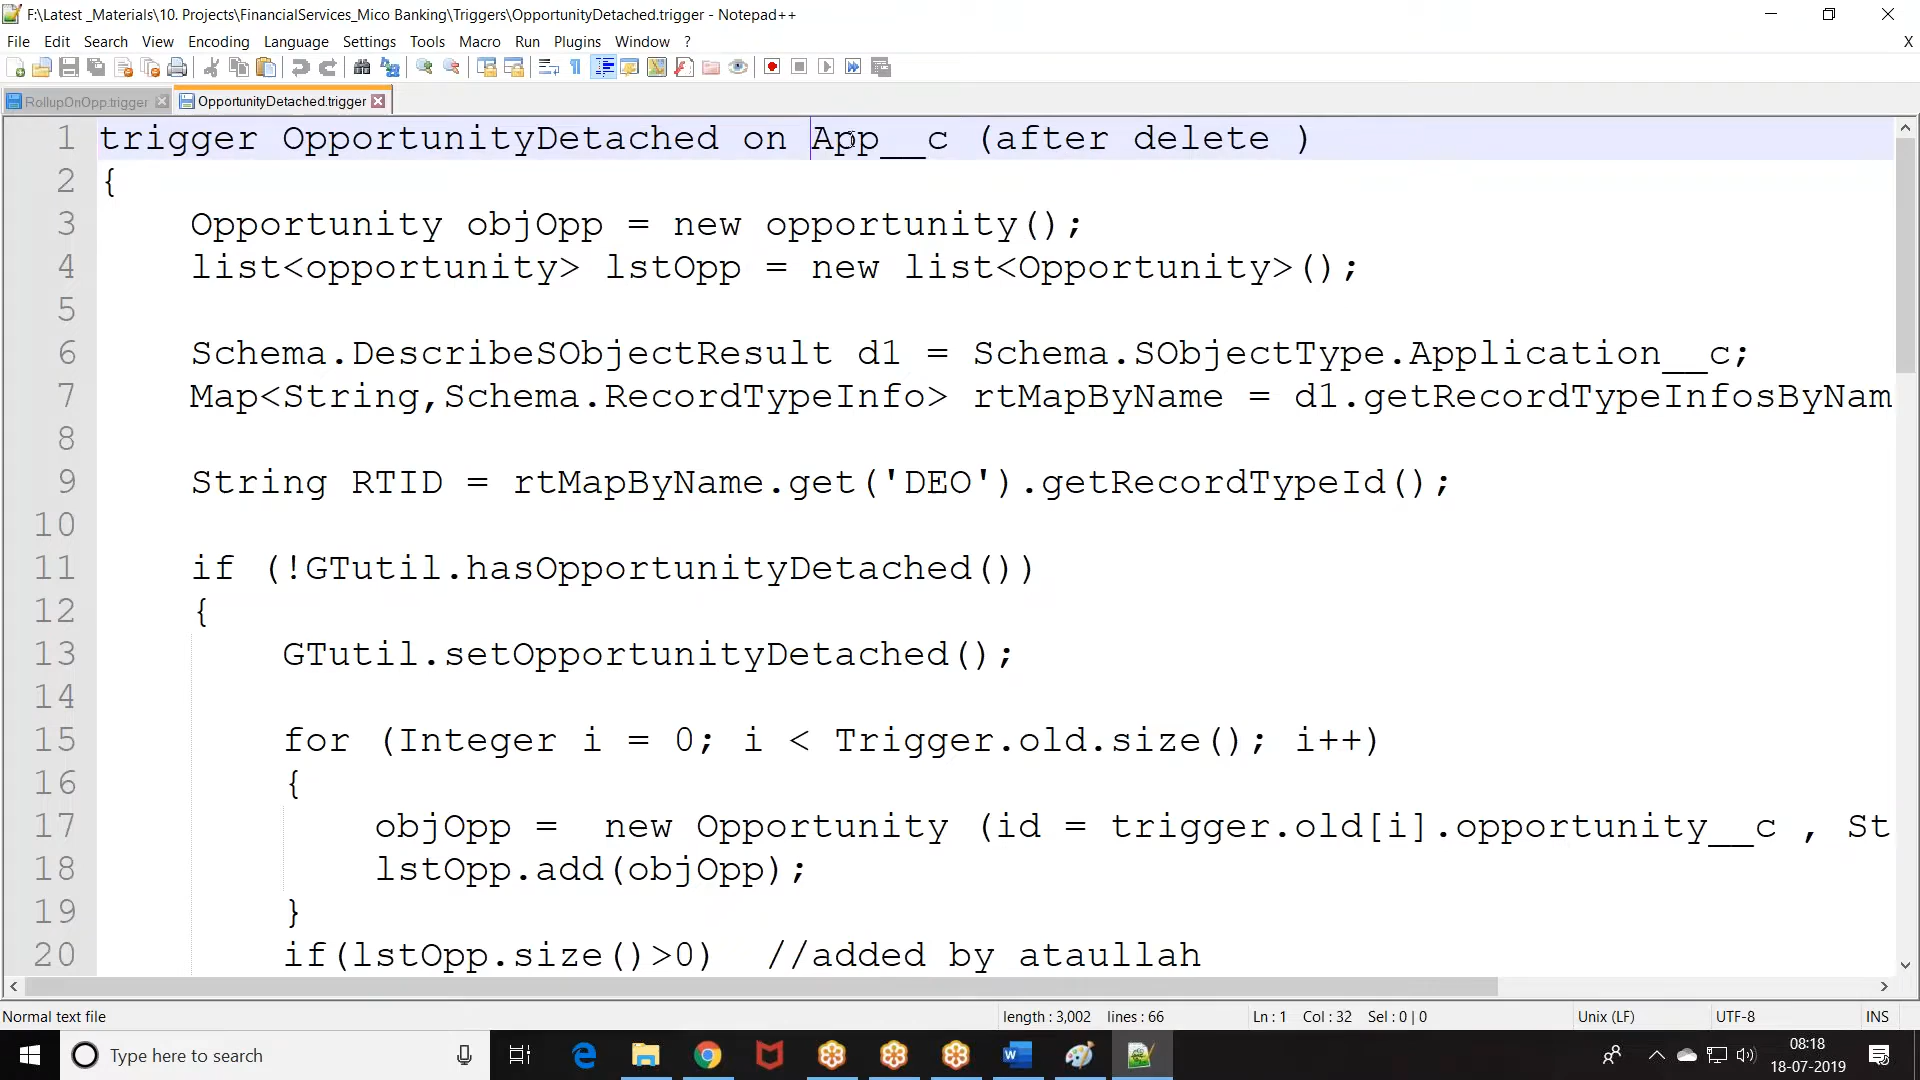 F:\Latest _Materials\10. Projects\FinancialServices_Mico Banking\Triggers\OpportunityDetached.trigger - Notepad++
File Edit Search View Encoding Language Settings Tools Macro Run Plugins Window ? X
RollupOnOpp.trigger OpportunityDetached.trigger
1 trigger OpportunityDetached on App__c (after delete )
2 {
3 Opportunity objOpp = new opportunity();
4 list<opportunity> lstOpp = new list<Opportunity>();
5
6 Schema.DescribeSObjectResult d1 = Schema.SObjectType.Application__c;
7 Map<String,Schema.RecordTypeInfo> rtMapByName = d1.getRecordTypeInfosByNam
8
9 String RTID = rtMapByName.get('DEO').getRecordTypeId();
10
11 if (!GTutil.hasOpportunityDetached())
12 {
13 GTutil.setOpportunityDetached();
14
15 for (Integer i = 0; i < Trigger.old.size(); i++)
16 {
17 objOpp =  new Opportunity (id = trigger.old[i].opportunity__c , St
18 lstOpp.add(objOpp);
19 }
20 if(lstOpp.size()>0)  //added by ataullah
Normal text file length : 3,002 lines : 66 Ln : 1 Col : 32 Sel : 0 | 0 Unix (LF) UTF-8 INS
Type here to search
08:18
18-07-2019